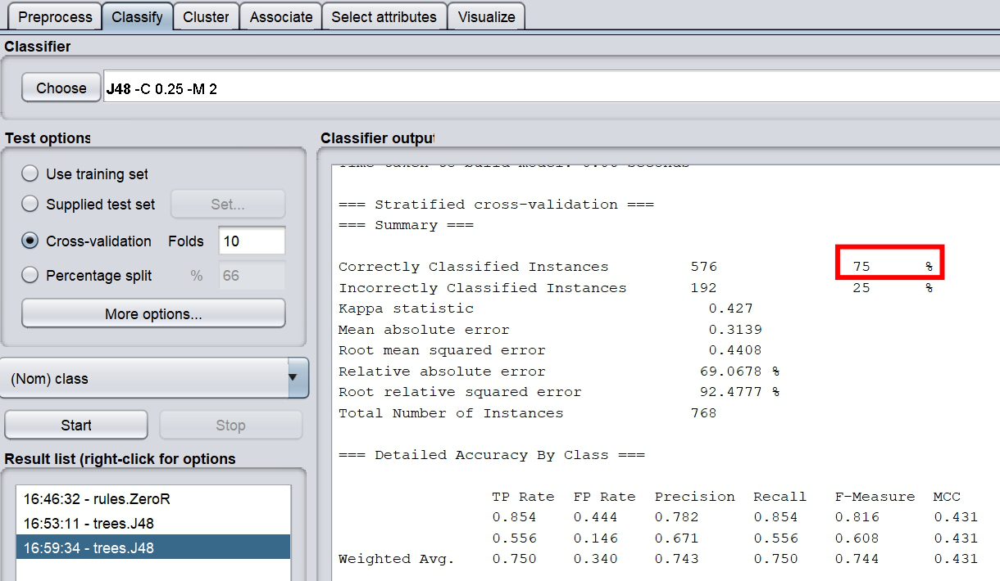 Preprocess Classify Cluster Associate Select attributes Visualize
Classifier
Choose J48 -C 0.25 -M 2
Test options
Use training set
Supplied test set Set...
Cross-validation Folds 10
Percentage split % 66
More options...
(Nom) class
Start Stop
Result list (right-click for options
16:46:32 - rules.ZeroR
16:53:11 - trees.J48
16:59:34 - trees.J48
Classifier output
=== Stratified cross-validation ===
=== Summary ===
Correctly Classified Instances 576 75 %
Incorrectly Classified Instances 192 25 %
Kappa statistic 0.427
Mean absolute error 0.3139
Root mean squared error 0.4408
Relative absolute error 69.0678 %
Root relative squared error 92.4777 %
Total Number of Instances 768
=== Detailed Accuracy By Class ===
TP Rate FP Rate Precision Recall F-Measure MCC
0.854 0.444 0.782 0.854 0.816 0.431
0.556 0.146 0.671 0.556 0.608 0.431
Weighted Avg. 0.750 0.340 0.743 0.750 0.744 0.431